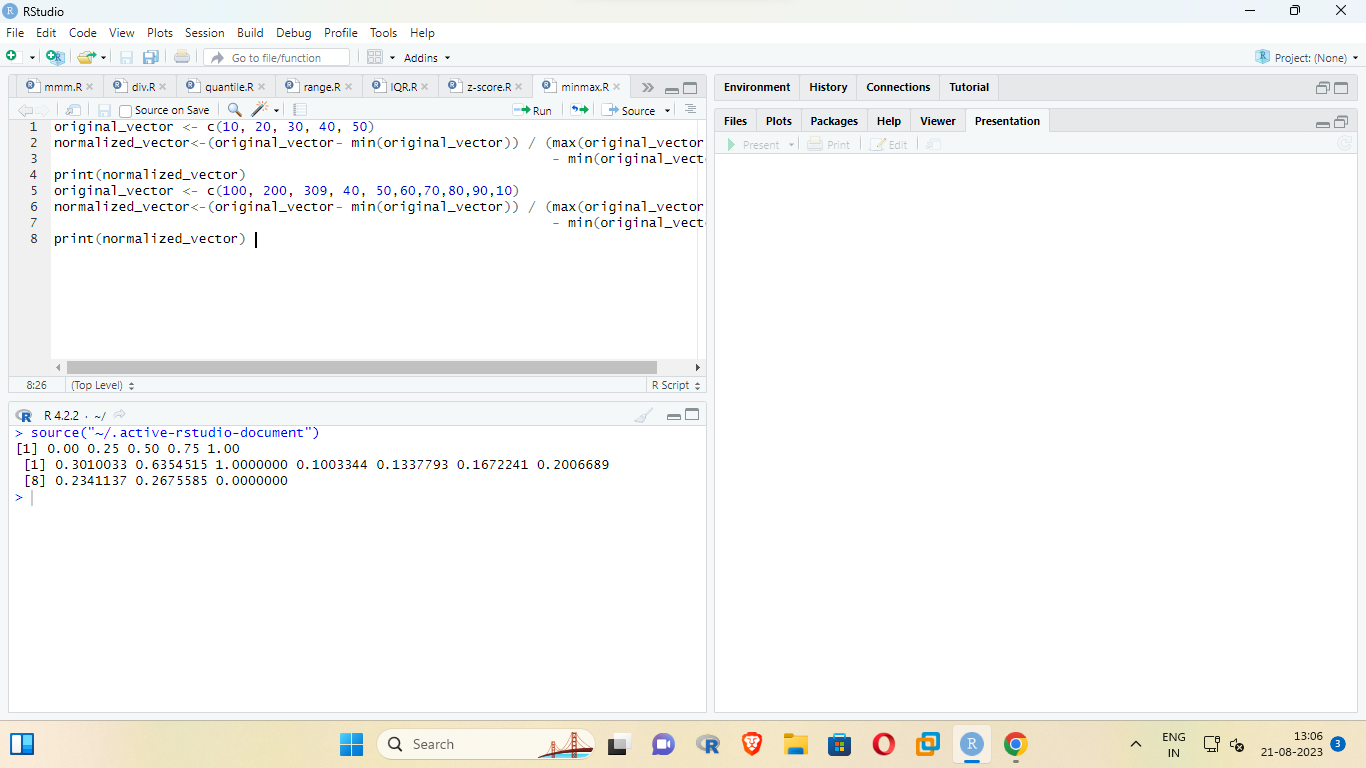 RStudio
File Edit Code View Plots Session Build Debug Profile Tools Help
Go to file/function Addins Project: (None)
mmm.R div.R quantile.R range.R IQR.R z-score.R minmax.R
Source on Save Run Source
1 original_vector <- c(10, 20, 30, 40, 50)
2 normalized_vector<-(original_vector- min(original_vector)) / (max(original_vector
3 - min(original_vect
4 print(normalized_vector)
5 original_vector <- c(100, 200, 309, 40, 50,60,70,80,90,10)
6 normalized_vector<-(original_vector- min(original_vector)) / (max(original_vector
7 - min(original_vect
8 print(normalized_vector)
8:26 (Top Level) R Script
R 4.2.2 · ~/
> source("~/.active-rstudio-document")
[1] 0.00 0.25 0.50 0.75 1.00
[1] 0.3010033 0.6354515 1.0000000 0.1003344 0.1337793 0.1672241 0.2006689
[8] 0.2341137 0.2675585 0.0000000
>
Environment History Connections Tutorial
Files Plots Packages Help Viewer Presentation
Present Print Edit
Search
ENG
IN
13:06
21-08-2023
3